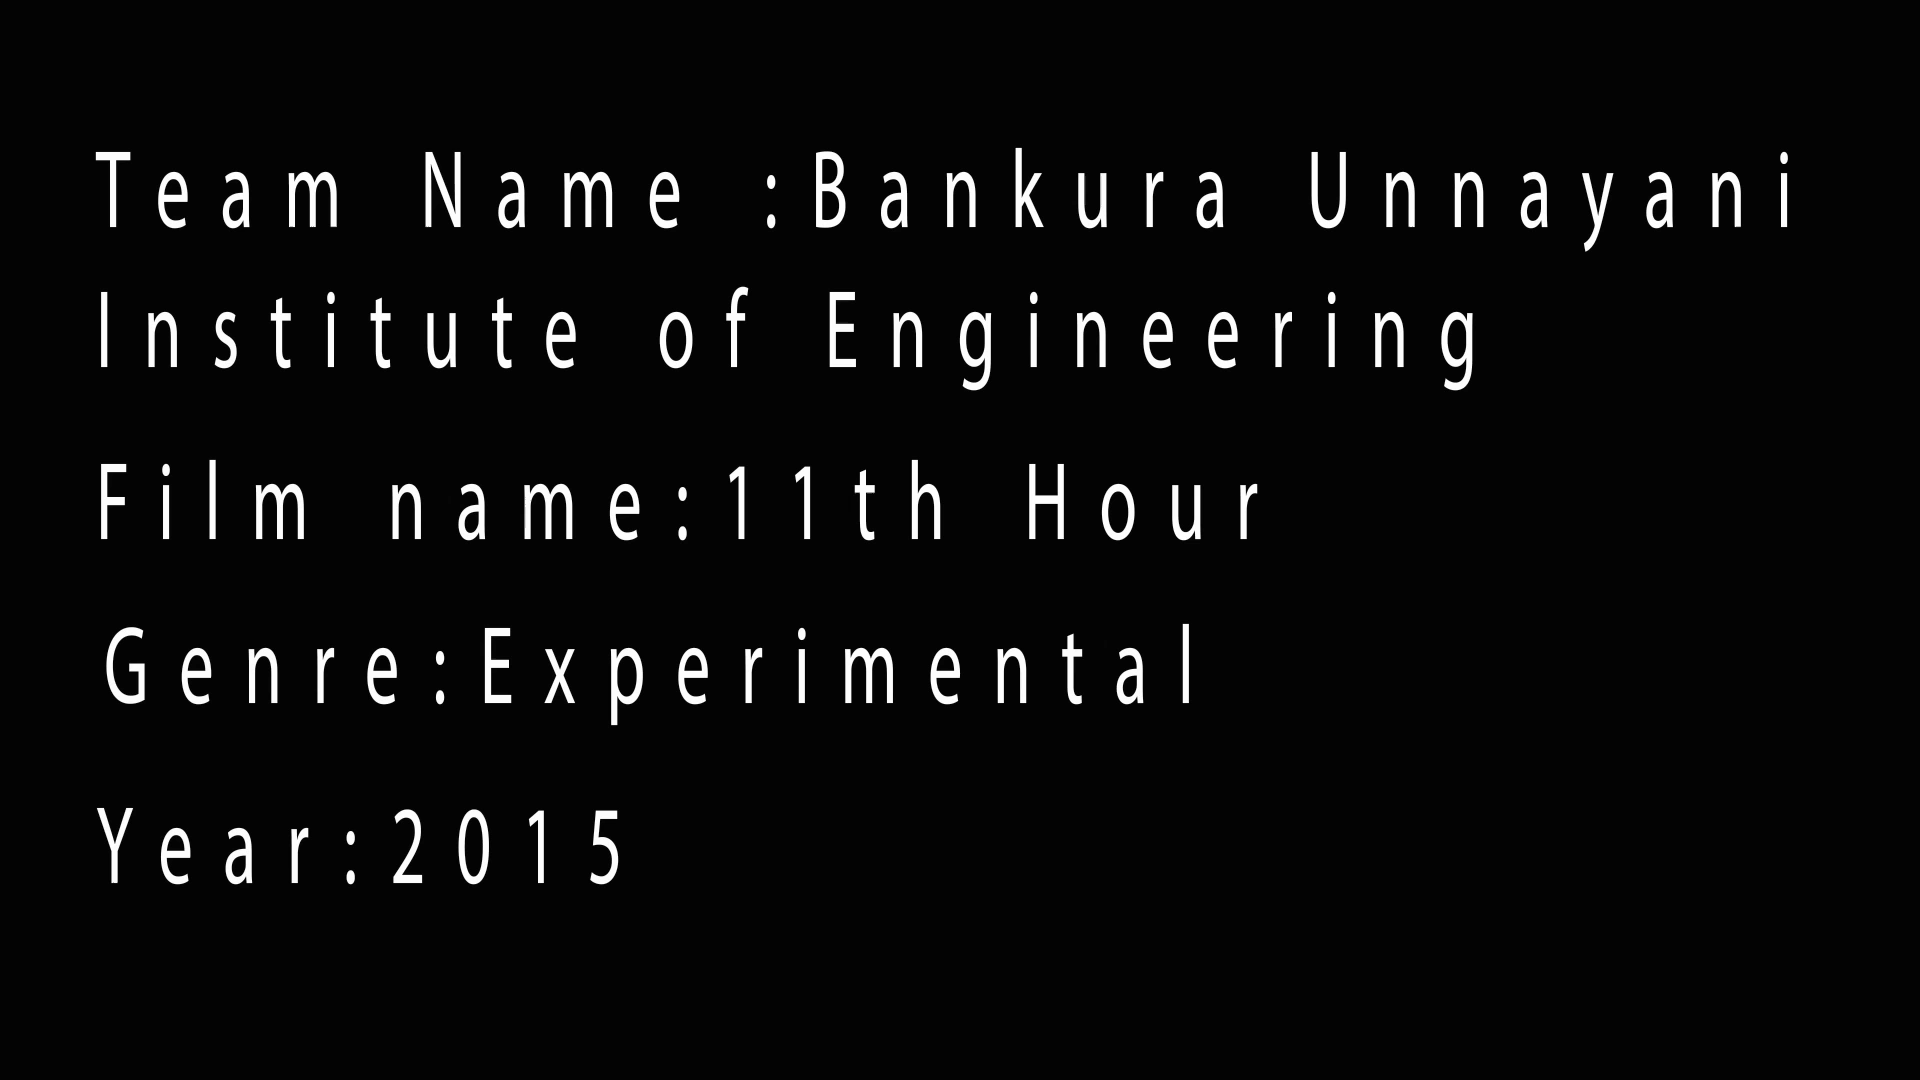 Team Name :Bankura Unnayani
Institute of Engineering
Film name:11th Hour
Genre:Experimental
Year:2015